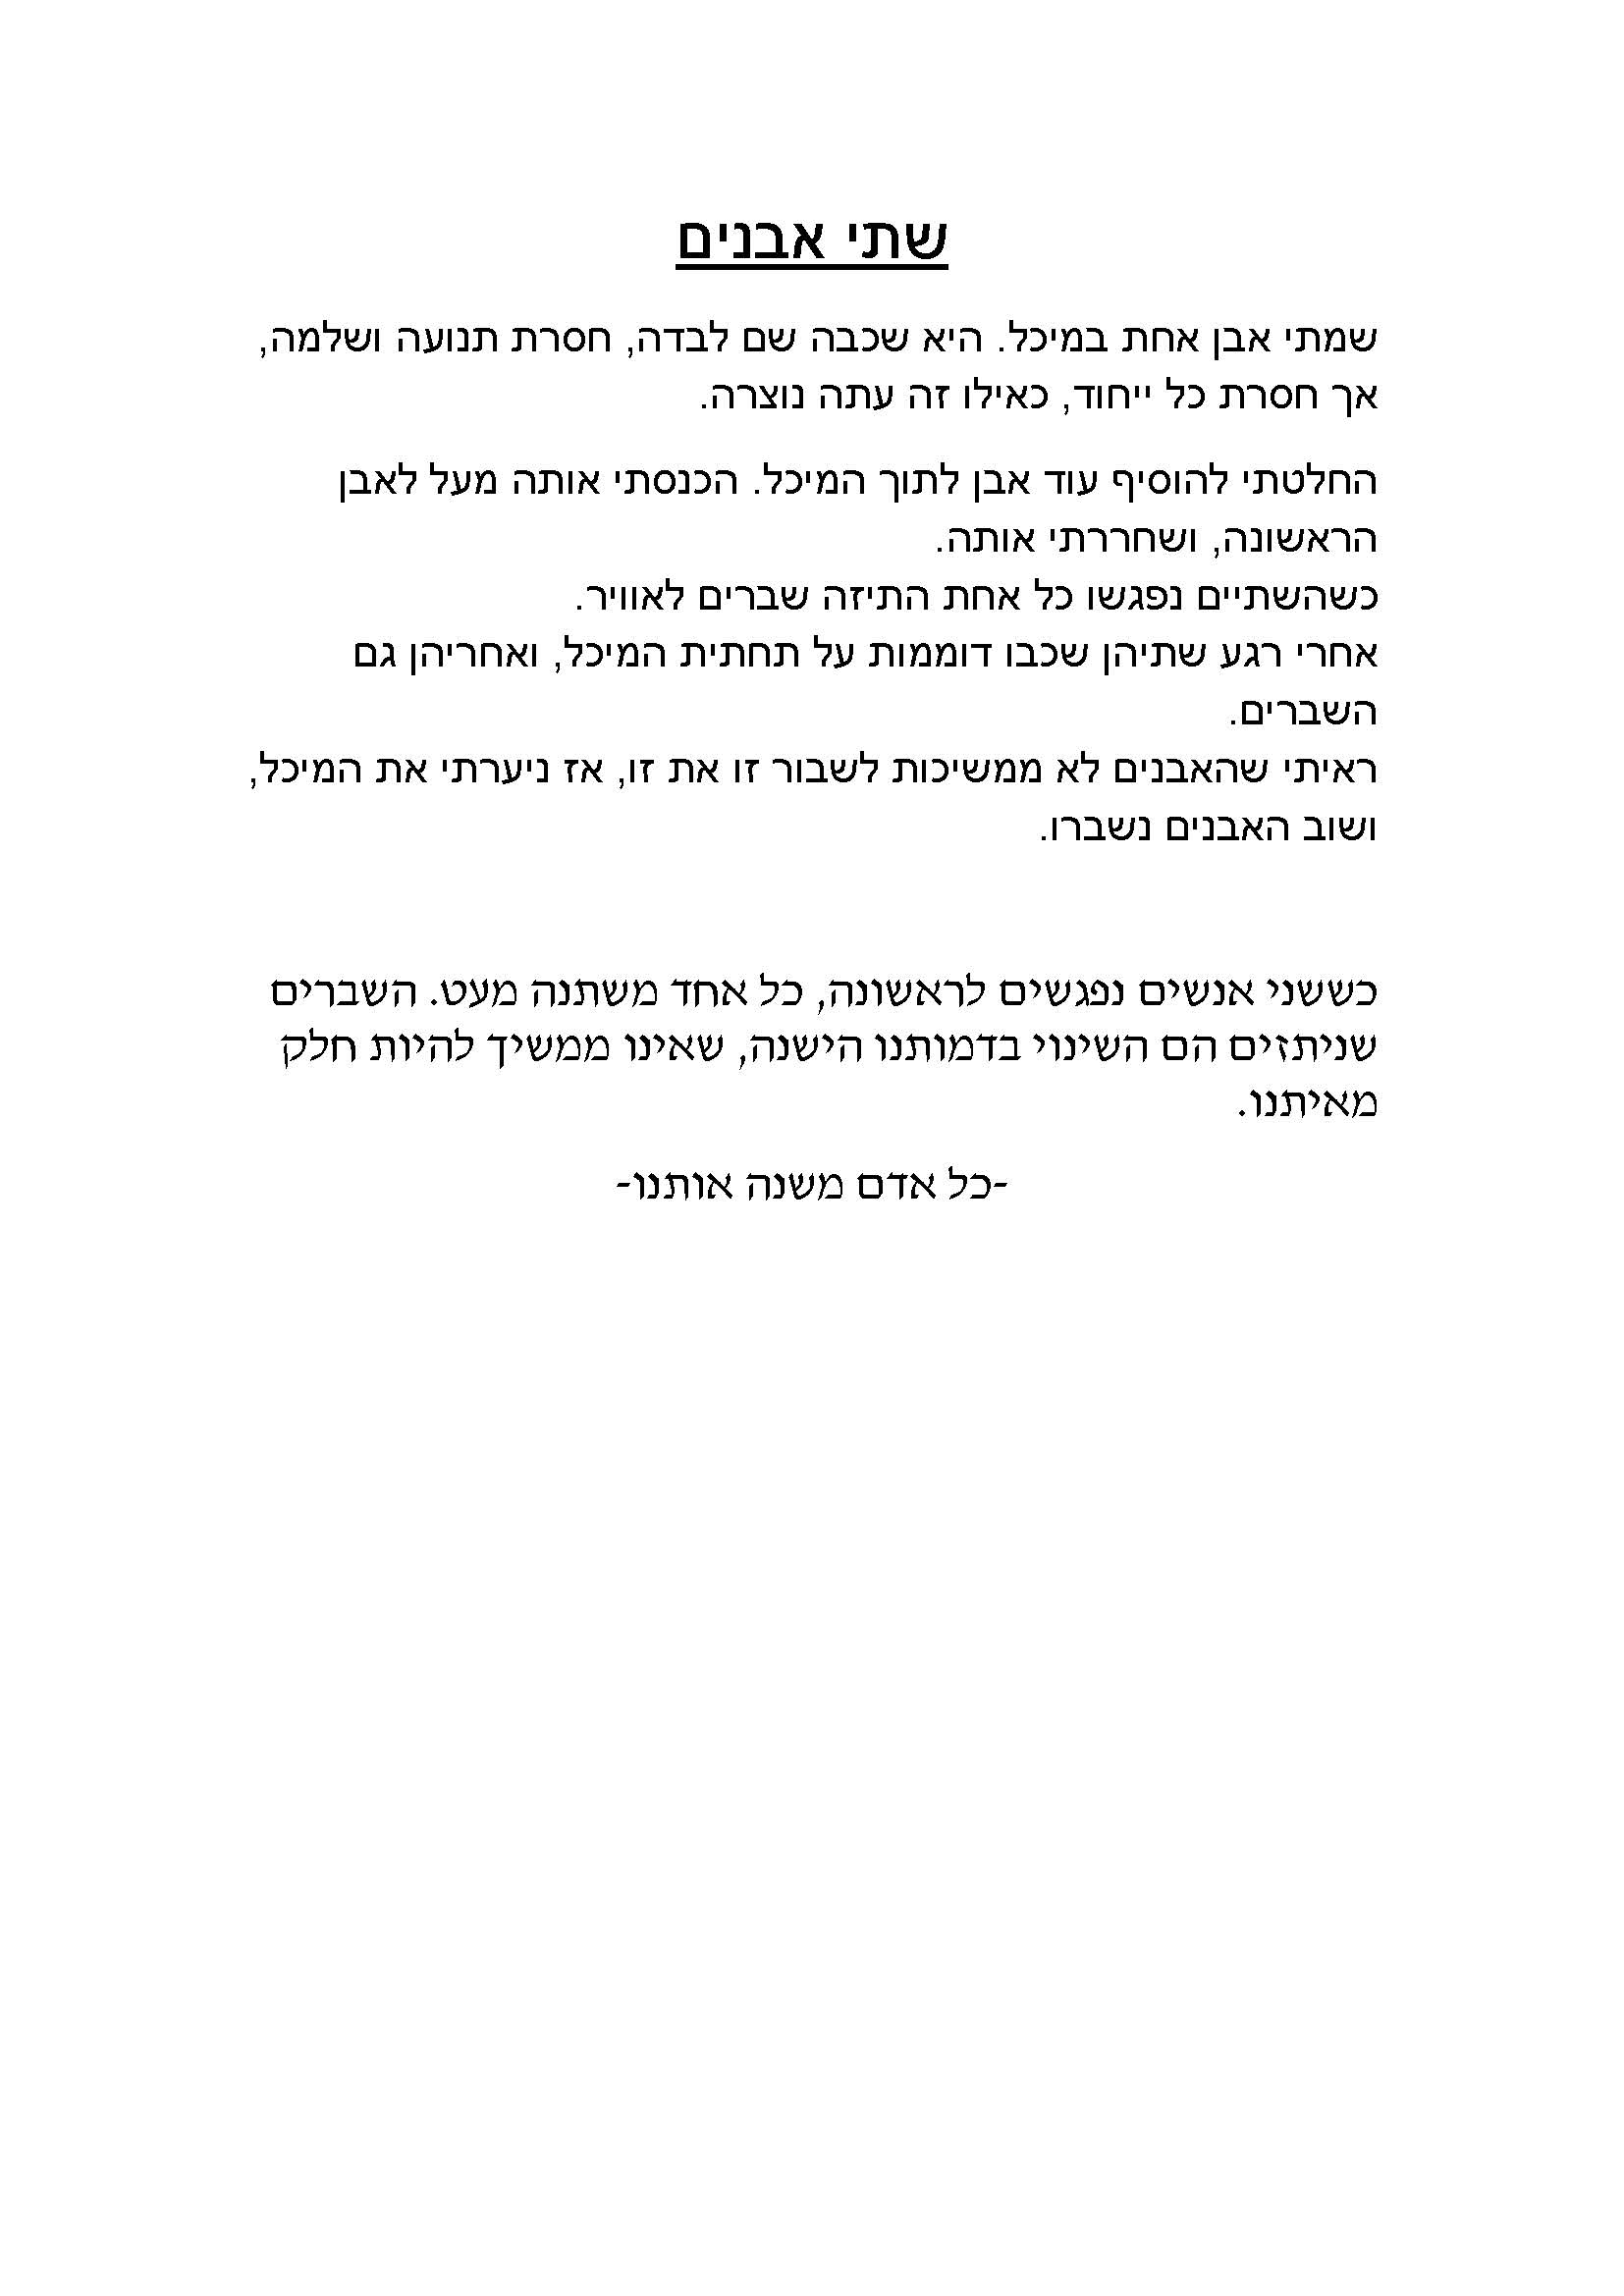 שתי אבנים
שמתי אבן אחת במיכל. היא שכבה שם לבדה, חסרת תנועה ושלמה,
אך חסרת כל ייחוד, כאילו זה עתה נוצרה.
החלטתי להוסיף עוד אבן לתוך המיכל. הכנסתי אותה מעל לאבן
הראשונה, ושחררתי אותה.
כשהשתיים נפגשו כל אחת התיזה שברים לאוויר.
אחרי רגע שתיהן שכבו דוממות על תחתית המיכל, ואחריהן גם
השברים.
ראיתי שהאבנים לא ממשיכות לשבור זו את זו, אז ניערתי את המיכל,
ושוב האבנים נשברו.
כששני אנשים נפגשים לראשונה, כל אחד משתנה מעט. השברים
שניתזים הם השינוי בדמותנו הישנה, שאינו ממשיך להיות חלק
מאיתנו.
-כל אדם משנה אותנו-